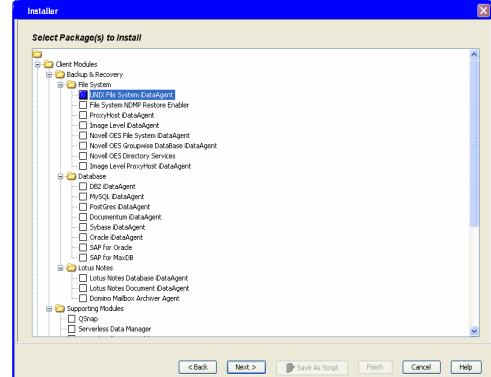 Installer
Select Package(s) to Install
Client Modules
Backup & Recovery
File System
UNIX File System iDataAgent
File System NDMP Restore Enabler
ProxyHost iDataAgent
Image Level iDataAgent
Novell OES File System iDataAgent
Novell OES Groupwise DataBase iDataAgent
Novell OES Directory Services
Image Level ProxyHost iDataAgent
Database
DB2 iDataAgent
MySQL iDataAgent
PostGres iDataAgent
Documentum iDataAgent
Sybase iDataAgent
Oracle iDataAgent
SAP for Oracle
SAP for MaxDB
Lotus Notes
Lotus Notes Database iDataAgent
Lotus Notes Document iDataAgent
Domino Mailbox Archiver Agent
Supporting Modules
QSnap
Serverless Data Manager
< Back Next > Save As Script Finish Cancel Help